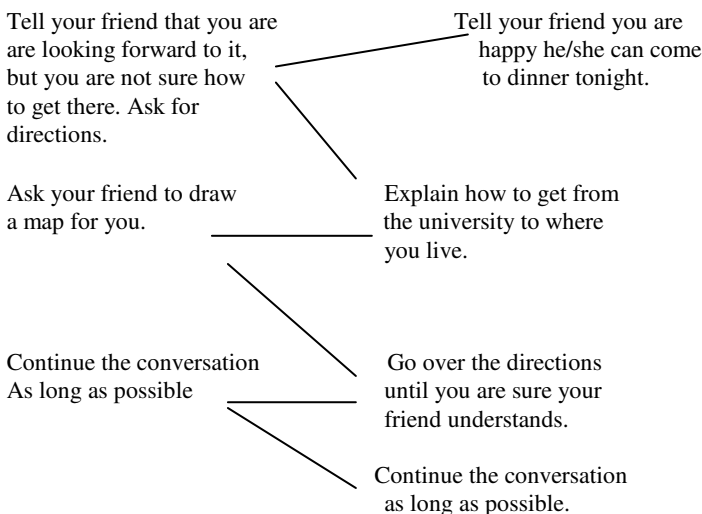 Tell your friend that you are
are looking forward to it,
but you are not sure how
to get there. Ask for
directions.
Tell your friend you are
happy he/she can come
to dinner tonight.
Ask your friend to draw
a map for you.
Explain how to get from
the university to where
you live.
Continue the conversation
As long as possible
Go over the directions
until you are sure your
friend understands.
Continue the conversation
as long as possible.